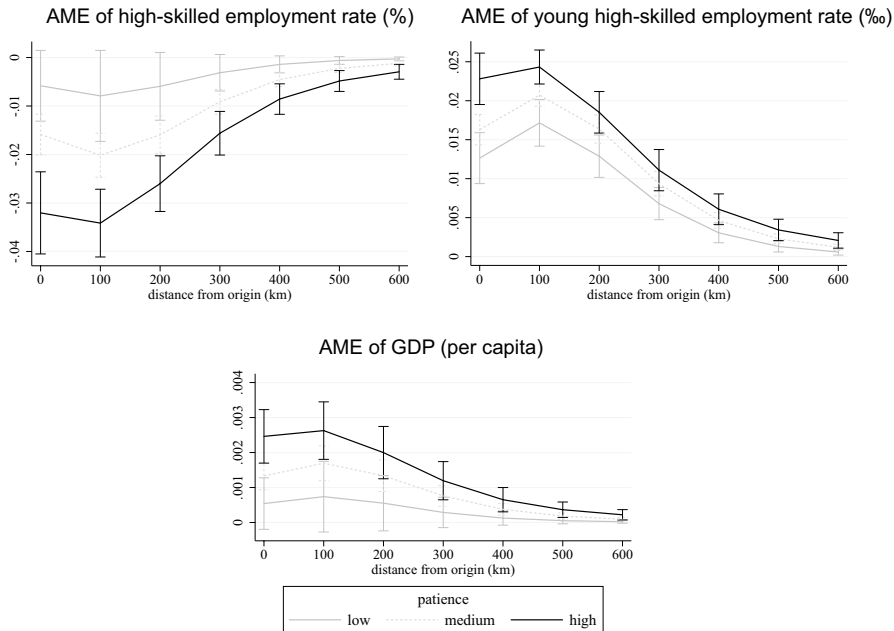 AME of high-skilled employment rate (%)
0
-.01
-.02
-.03
-.04
0 100 200 300 400 500 600
distance from origin (km)
AME of young high-skilled employment rate (‰)
.025
.02
.015
.01
.005
0
0 100 200 300 400 500 600
distance from origin (km)
AME of GDP (per capita)
.004
.003
.002
.001
0
0 100 200 300 400 500 600
distance from origin (km)
patience
low medium high